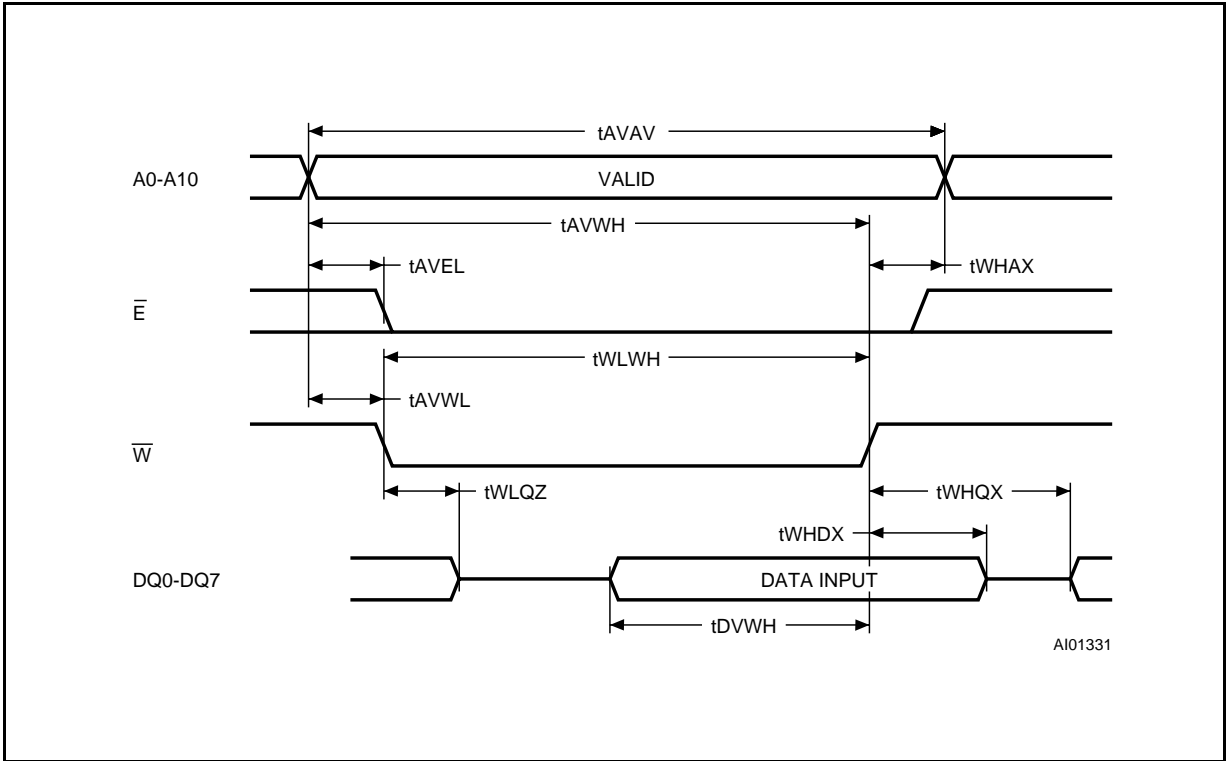 tAVAV
A0-A10 VALID
tAVWH
tAVEL tWHAX
E̅
tWLWH
tAVWL
W̅
tWLQZ tWHQX
tWHDX
DQ0-DQ7 DATA INPUT
tDVWH
AI01331